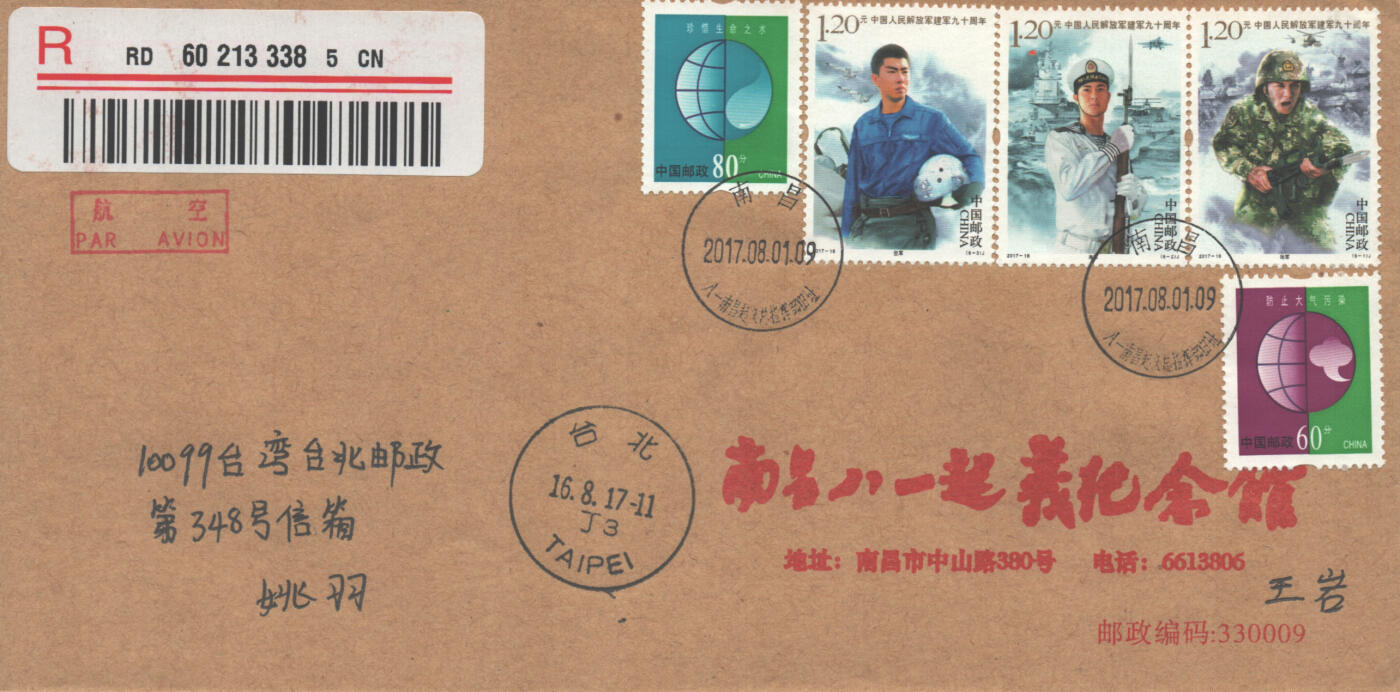 R
RD 60 213 338 5 CN
航 空
PAR AVION
珍惜生命之水
中国邮政 80分
CHINA
1.20元 中国人民解放军建军九十周年
中国邮政
CHINA
2017-18
(6-3)J
1.20元 中国人民解放军建军九十周年
中国邮政
CHINA
2017-18
(6-2)J
1.20元 中国人民解放军建军九十周年
中国邮政
CHINA
2017-18
(6-1)J
南昌
2017.08.01.09
南昌
2017.08.01.09
防止大气污染
中国邮政 60分
CHINA
10099台湾台北邮政
第348号信箱
姚羽
台 北
16.8.17-11
J3
TAIPEI
南昌八一起義纪念館
地址：南昌市中山路380号 电话：6613806
王岩
邮政编码:330009